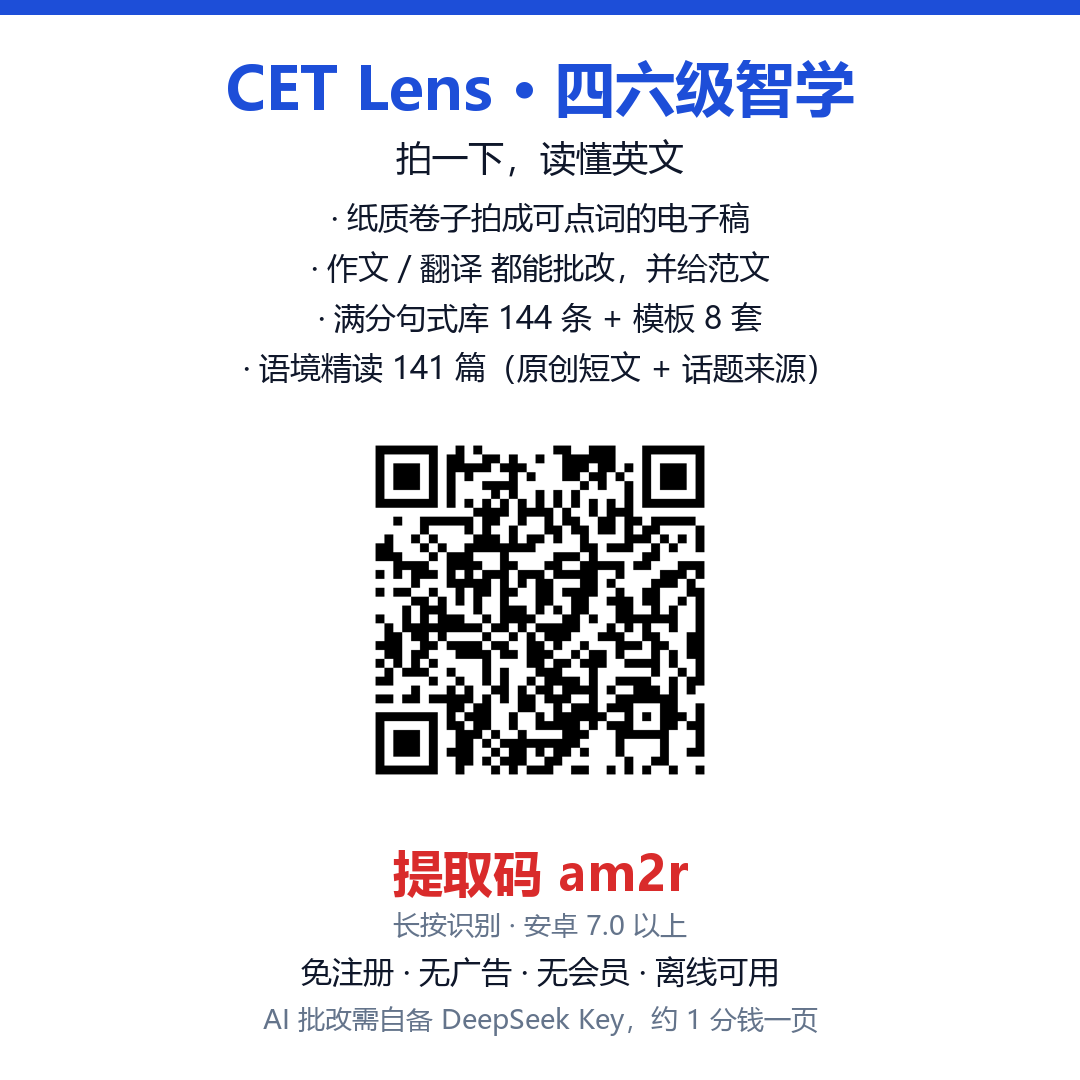 CET Lens · 四六级智学
拍一下，读懂英文
· 纸质卷子拍成可点词的电子稿
· 作文 / 翻译 都能批改，并给范文
· 满分句式库 144 条 + 模板 8 套
· 语境精读 141 篇（原创短文 + 话题来源）
提取码 am2r
长按识别 · 安卓 7.0 以上
免注册 · 无广告 · 无会员 · 离线可用
AI 批改需自备 DeepSeek Key，约 1 分钱一页